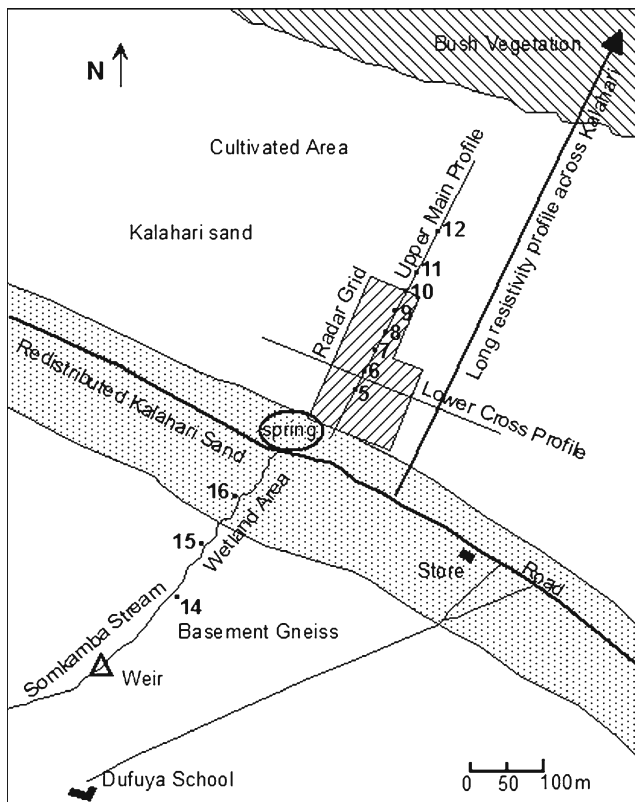 Bush Vegetation
N
Cultivated Area
Kalahari sand
Upper Main Profile
Long resistivity profile across Kalahari
12
11
10
9
8
7
6
5
Radar Grid
Lower Cross Profile
Redistributed Kalahari Sand
spring
16
Wetland Area
15
Store
Road
14
Somkamba Stream
Basement Gneiss
Weir
Dufuya School
0 50 100m